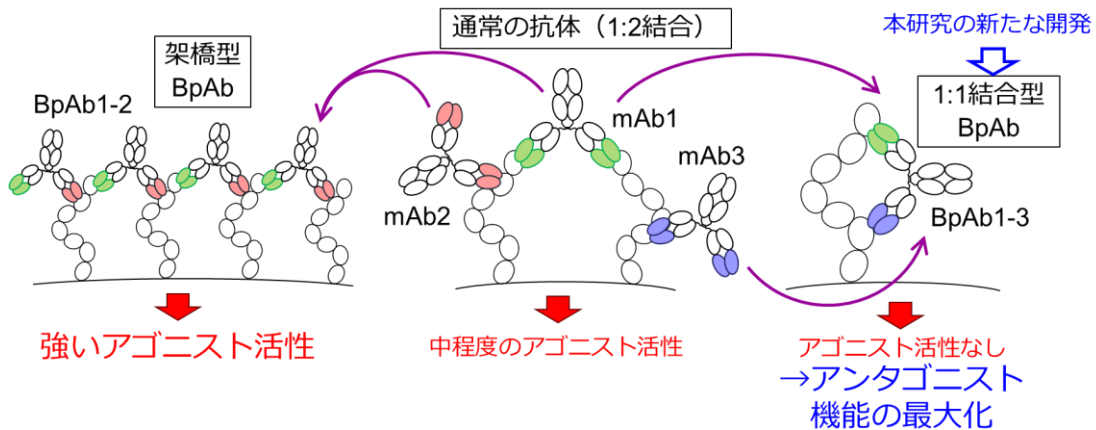 通常の抗体（1:2結合）
本研究の新たな開発
架橋型
BpAb
1:1結合型
BpAb
BpAb1-2
mAb1
mAb2
mAb3
BpAb1-3
強いアゴニスト活性
中程度のアゴニスト活性
アゴニスト活性なし
→アンタゴニスト
機能の最大化